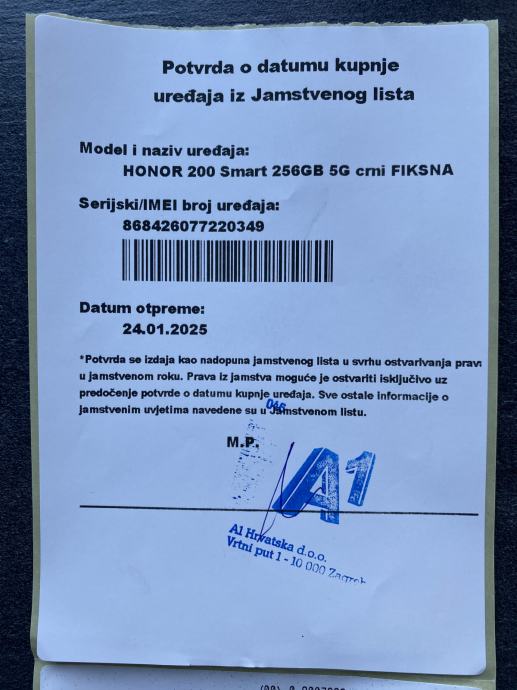 Potvrda o datumu kupnje
uređaja iz Jamstvenog lista
Model i naziv uređaja:
HONOR 200 Smart 256GB 5G crni FIKSNA
Serijski/IMEI broj uređaja:
868426077220349
Datum otpreme:
24.01.2025
*Potvrda se izdaja kao nadopuna jamstvenog lista u svrhu ostvarivanja prava
u jamstvenom roku. Prava iz jamstva moguće je ostvariti isključivo uz
predočenje potvrde o datumu kupnje uređaja. Sve ostale informacije o
jamstvenim uvjetima navedene su u Jamstvenom listu.
M.P.
A1
A1 Hrvatska d.o.o.
Vrtni put 1 - 10 000 Zagreb